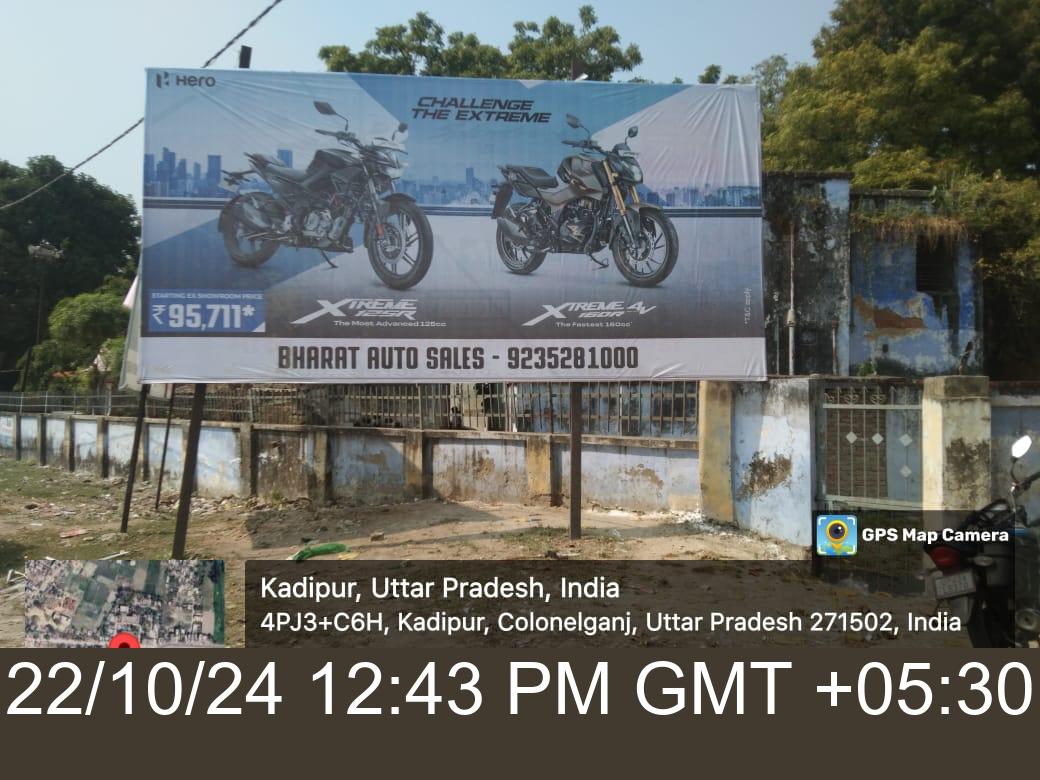 Hero
CHALLENGE
THE EXTREME
STARTING EX SHOWROOM PRICE
₹95,711*
XTREME
125R
The Most Advanced 125cc
XTREME 4V
160R
The Fastest 160cc
*T&C apply
BHARAT AUTO SALES - 9235281000
GPS Map Camera
Kadipur, Uttar Pradesh, India
4PJ3+C6H, Kadipur, Colonelganj, Uttar Pradesh 271502, India
22/10/24 12:43 PM GMT +05:30